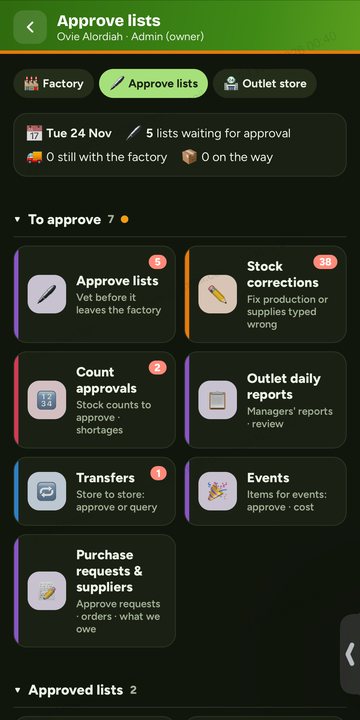 Approve lists
Ovie Alordiah · Admin (owner)
Factory
Approve lists
Outlet store
Tue 24 Nov
5 lists waiting for approval
0 still with the factory
0 on the way
To approve 7
5
Approve lists
Vet before it
leaves the factory
38
Stock
corrections
Fix production or
supplies typed
wrong
2
Count
approvals
Stock counts to
approve ·
shortages
Outlet daily
reports
Managers' reports
· review
1
Transfers
Store to store:
approve or query
Events
Items for events:
approve · cost
Purchase
requests &
suppliers
Approve requests
· orders · what we
owe
Approved lists 2